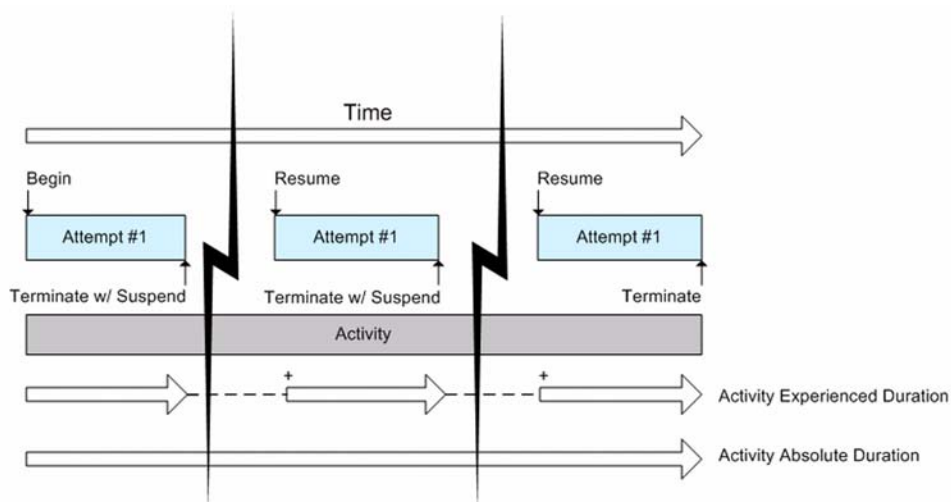 Time
Begin
Resume
Resume
Attempt #1
Attempt #1
Attempt #1
Terminate w/ Suspend
Terminate w/ Suspend
Terminate
Activity
+
+
Activity Experienced Duration
Activity Absolute Duration